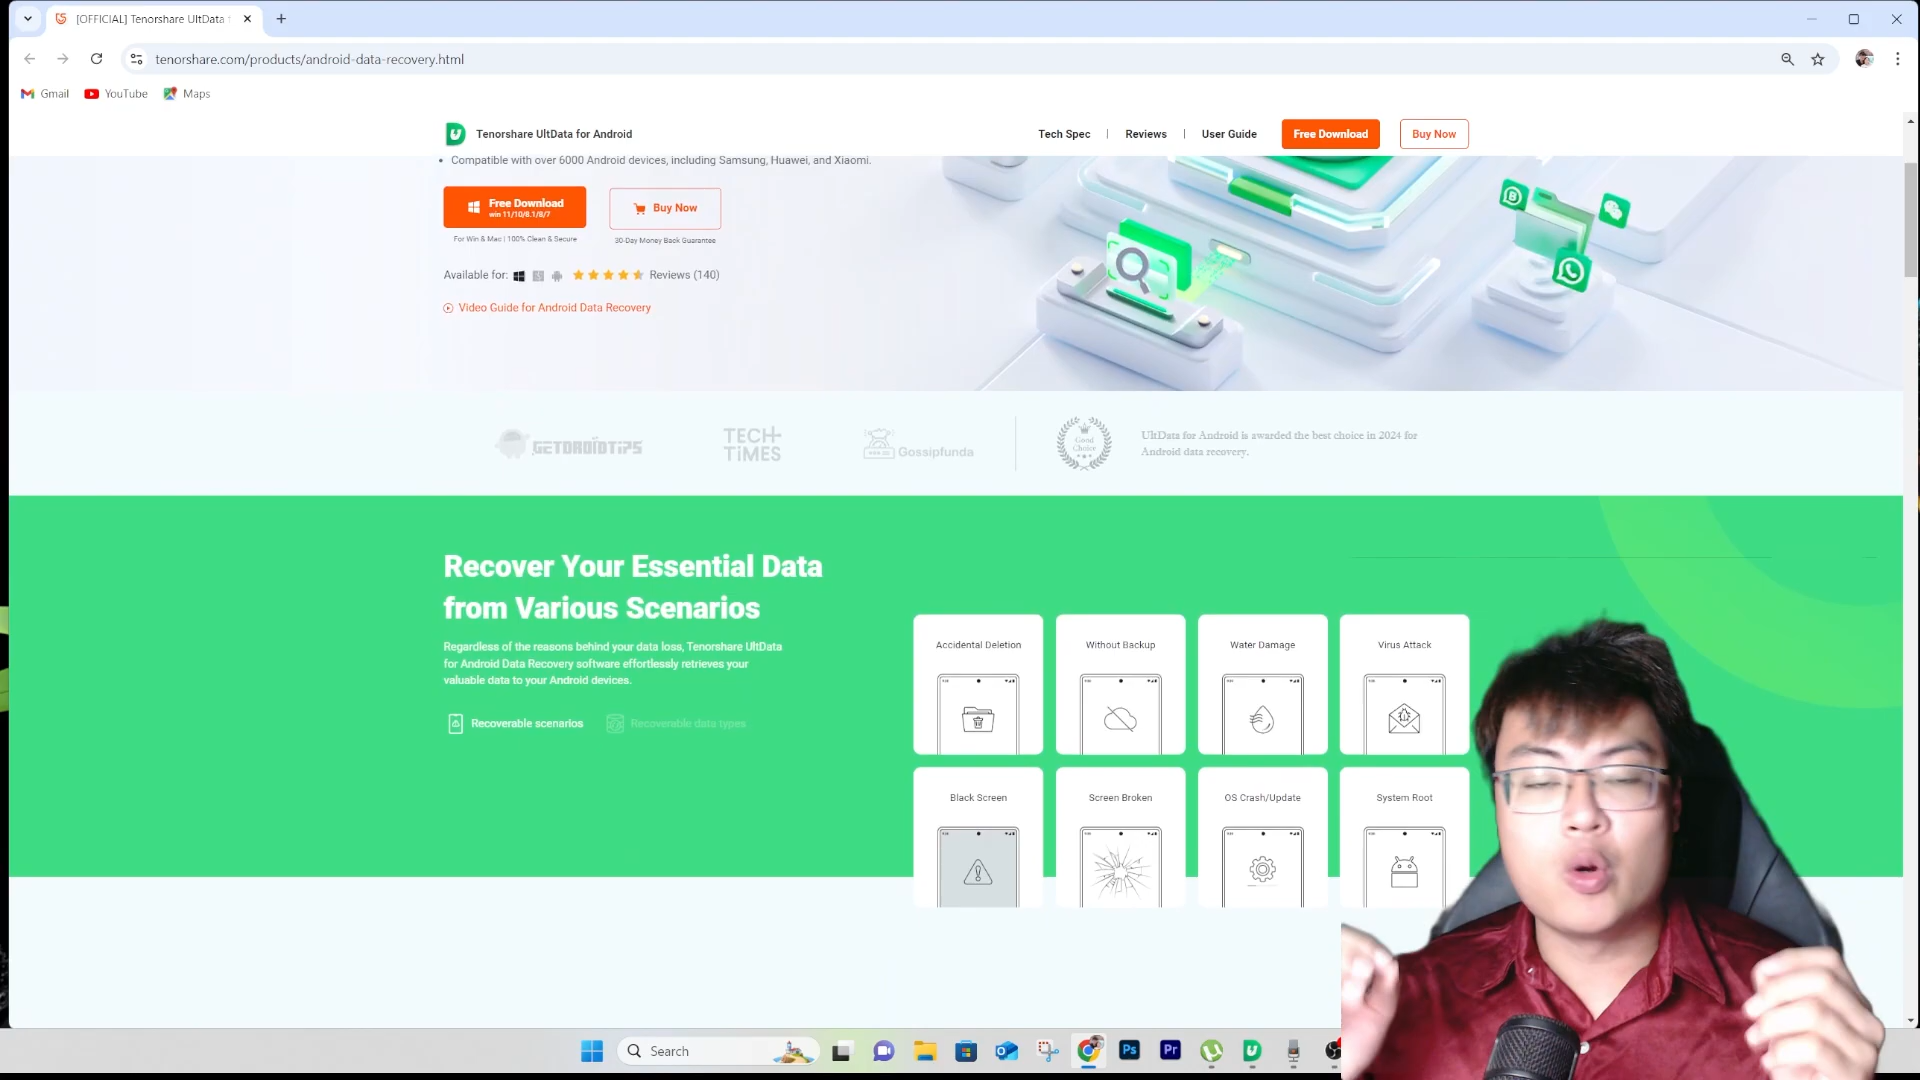 [OFFICIAL] Tenorshare UltData f
tenorshare.com/products/android-data-recovery.html
Gmail
YouTube
Maps
Tenorshare UltData for Android
Tech Spec
Reviews
User Guide
Free Download
Buy Now
Compatible with over 6000 Android devices, including Samsung, Huawei, and Xiaomi.
Free Download
win 11/10/8.1/8/7
Buy Now
For Win & Mac | 100% Clean & Secure
30-Day Money Back Guarantee
Available for:
Reviews (140)
Video Guide for Android Data Recovery
GETDROIDTIPS
TECH
TIMES
Gossipfunda
Good
Choice
UltData for Android is awarded the best choice in 2024 for
Android data recovery.
Recover Your Essential Data
from Various Scenarios
Regardless of the reasons behind your data loss, Tenorshare UltData
for Android Data Recovery software effortlessly retrieves your
valuable data to your Android devices.
Recoverable scenarios
Recoverable data types
Accidental Deletion
Without Backup
Water Damage
Virus Attack
Black Screen
Screen Broken
OS Crash/Update
System Root
Search
Ps
Pr